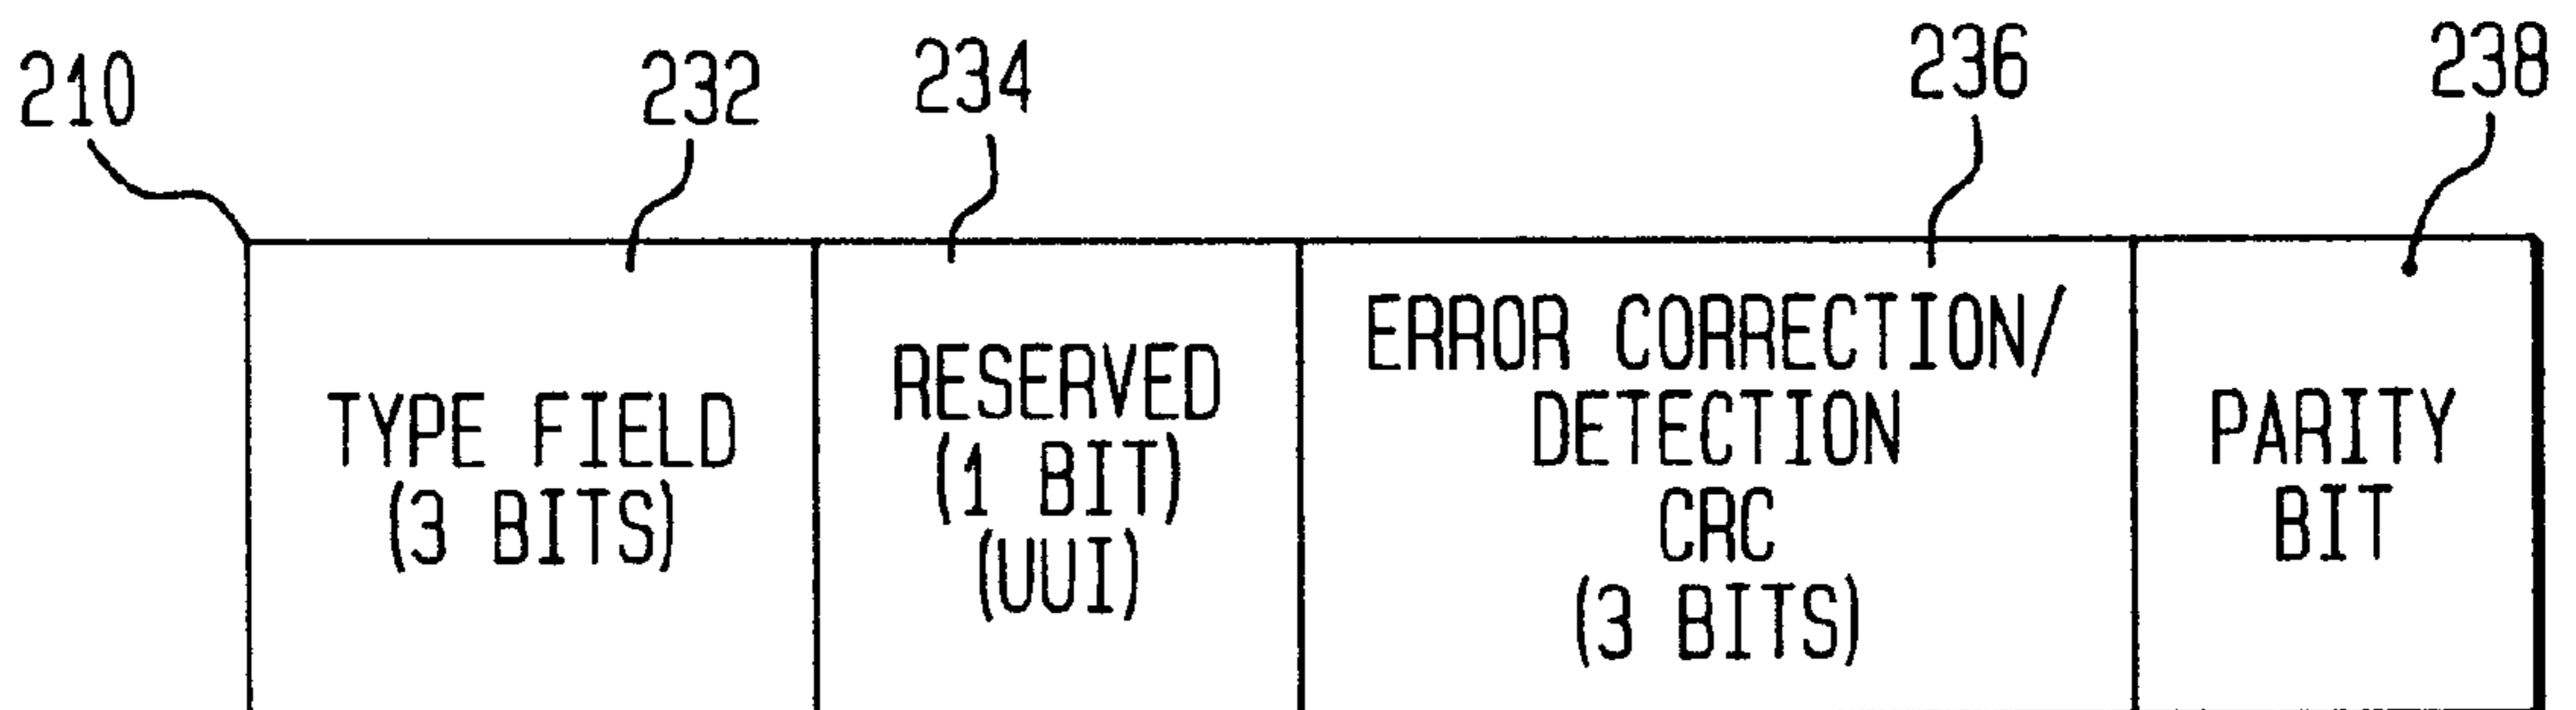 210
232
234
236
238
TYPE FIELD
(3 BITS)
RESERVED
(1 BIT)
(UUI)
ERROR CORRECTION/
DETECTION
CRC
(3 BITS)
PARITY
BIT